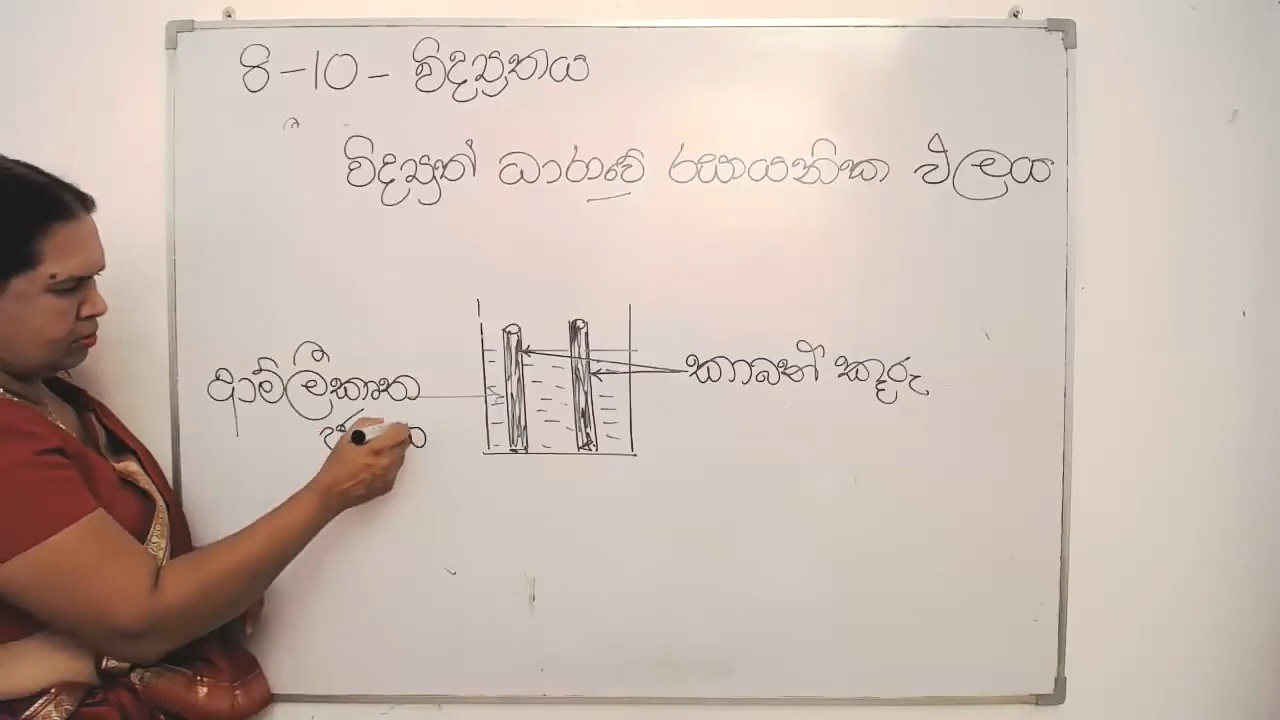 8-10- විද්‍යුතය
විද්‍යුත් ධාරාවේ රසායනික ඵලය
ආම්ලීකෘත
කාබන් කූරු